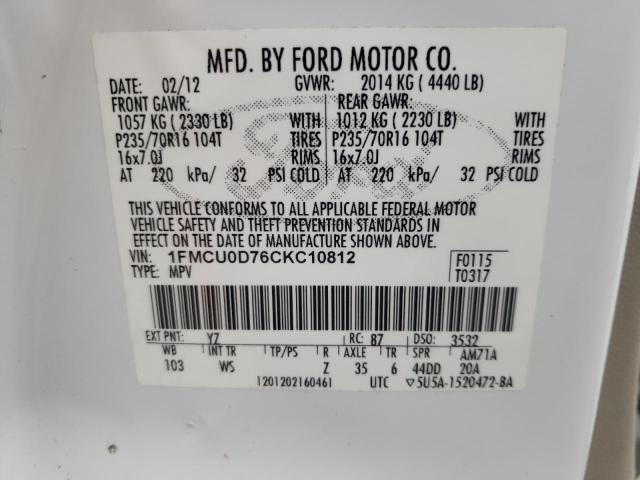 MFD. BY FORD MOTOR CO.
DATE: 02/12 GVWR: 2014 KG ( 4440 LB)
FRONT GAWR: REAR GAWR:
1057 KG ( 2330 LB) WITH 1012 KG ( 2230 LB) WITH
P235/70R16 104T TIRES P235/70R16 104T TIRES
16x7.0J RIMS 16x7.0J RIMS
AT 220 kPa/ 32 PSI COLD AT 220 kPa/ 32 PSI COLD
THIS VEHICLE CONFORMS TO ALL APPLICABLE FEDERAL MOTOR
VEHICLE SAFETY AND THEFT PREVENTION STANDARDS IN
EFFECT ON THE DATE OF MANUFACTURE SHOWN ABOVE.
VIN: 1FMCU0D76CKC10812 F0115
TYPE: MPV T0317
EXT PNT: YZ RC: 87 DSO: 3532
WB INT TR TP/PS R AXLE TR SPR AM71A
103 WS Z 35 6 44DD 20A
1201202160461 UTC ▽5U5A-1520472-BA
Ford